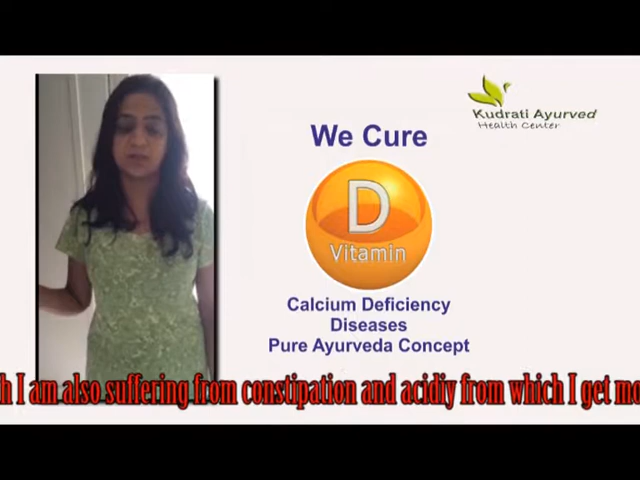 Kudrati Ayurved
Health Center
We Cure
D
Vitamin
Calcium Deficiency
Diseases
Pure Ayurveda Concept
I am also suffering from constipation and acidiy from which I get